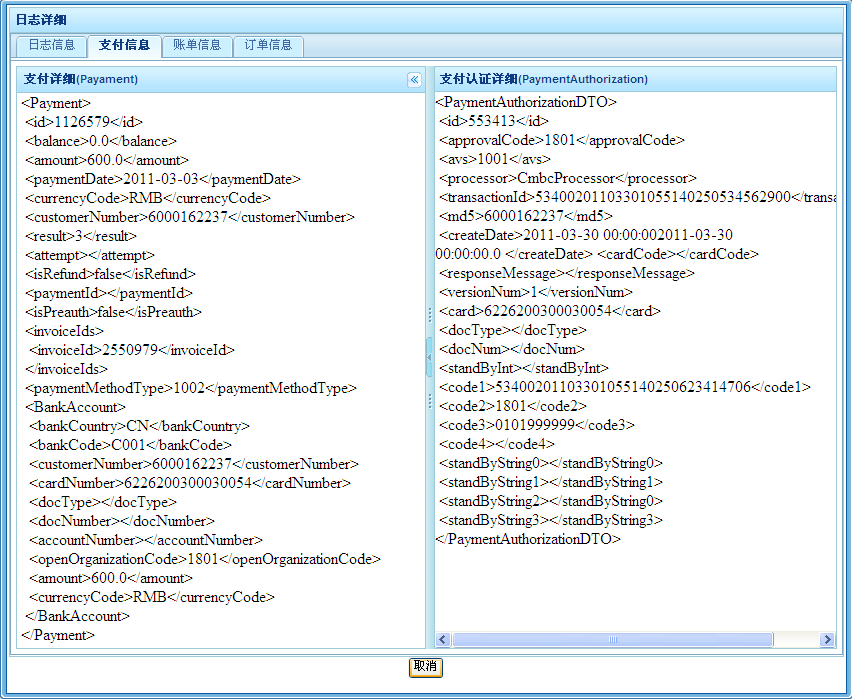 日志详细
日志信息 支付信息 账单信息 订单信息
支付详细(Payament)
<Payment>
<id>1126579</id>
<balance>0.0</balance>
<amount>600.0</amount>
<paymentDate>2011-03-03</paymentDate>
<currencyCode>RMB</currencyCode>
<customerNumber>6000162237</customerNumber>
<result>3</result>
<attempt></attempt>
<isRefund>false</isRefund>
<paymentId></paymentId>
<isPreauth>false</isPreauth>
<invoiceIds>
<invoiceId>2550979</invoiceId>
</invoiceIds>
<paymentMethodType>1002</paymentMethodType>
<BankAccount>
<bankCountry>CN</bankCountry>
<bankCode>C001</bankCode>
<customerNumber>6000162237</customerNumber>
<cardNumber>6226200300030054</cardNumber>
<docType></docType>
<docNumber></docNumber>
<accountNumber></accountNumber>
<openOrganizationCode>1801</openOrganizationCode>
<amount>600.0</amount>
<currencyCode>RMB</currencyCode>
</BankAccount>
</Payment>
支付认证详细(PaymentAuthorization)
<PaymentAuthorizationDTO>
<id>553413</id>
<approvalCode>1801</approvalCode>
<avs>1001</avs>
<processor>CmbcProcessor</processor>
<transactionId>53400201103301055140250534562900</transa
<md5>6000162237</md5>
<createDate>2011-03-30 00:00:002011-03-30
00:00:00.0 </createDate> <cardCode></cardCode>
<responseMessage></responseMessage>
<versionNum>1</versionNum>
<card>6226200300030054</card>
<docType></docType>
<docNum></docNum>
<standByInt></standByInt>
<code1>53400201103301055140250623414706</code1>
<code2>1801</code2>
<code3>0101999999</code3>
<code4></code4>
<standByString0></standByString0>
<standByString1></standByString1>
<standByString2></standByString0>
<standByString3></standByString3>
</PaymentAuthorizationDTO>
取消